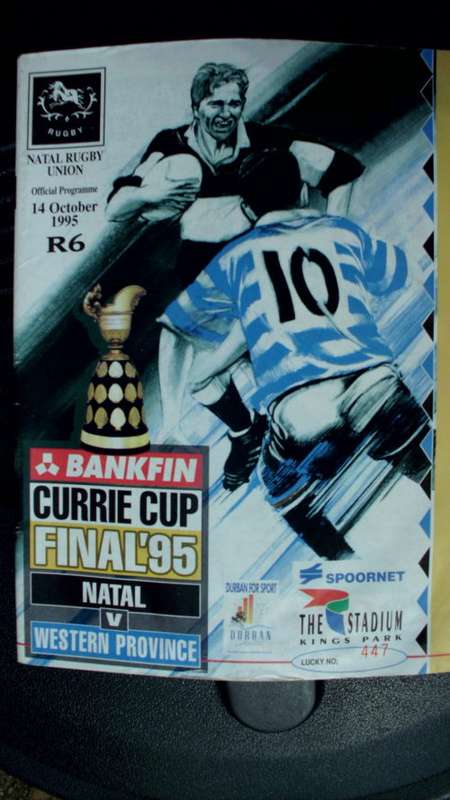 RUGBY
NATAL RUGBY
UNION
Official Programme
14 October
1995
R6
10
BANKFIN
CURRIE CUP
FINAL'95
NATAL
V
WESTERN PROVINCE
DURBAN FOR SPORT
DURBAN
SPOORNET
THE STADIUM
KINGS PARK
LUCKY NO: 447